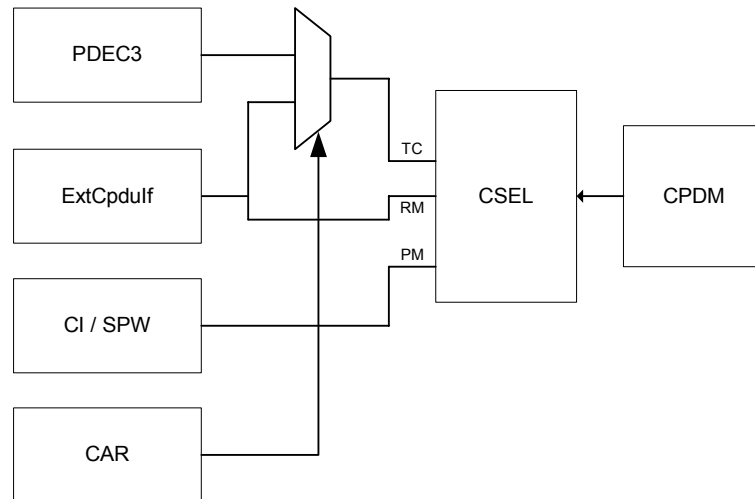 PDEC3
ExtCpduIf
CI / SPW
CAR
TC
RM
PM
CSEL
CPDM